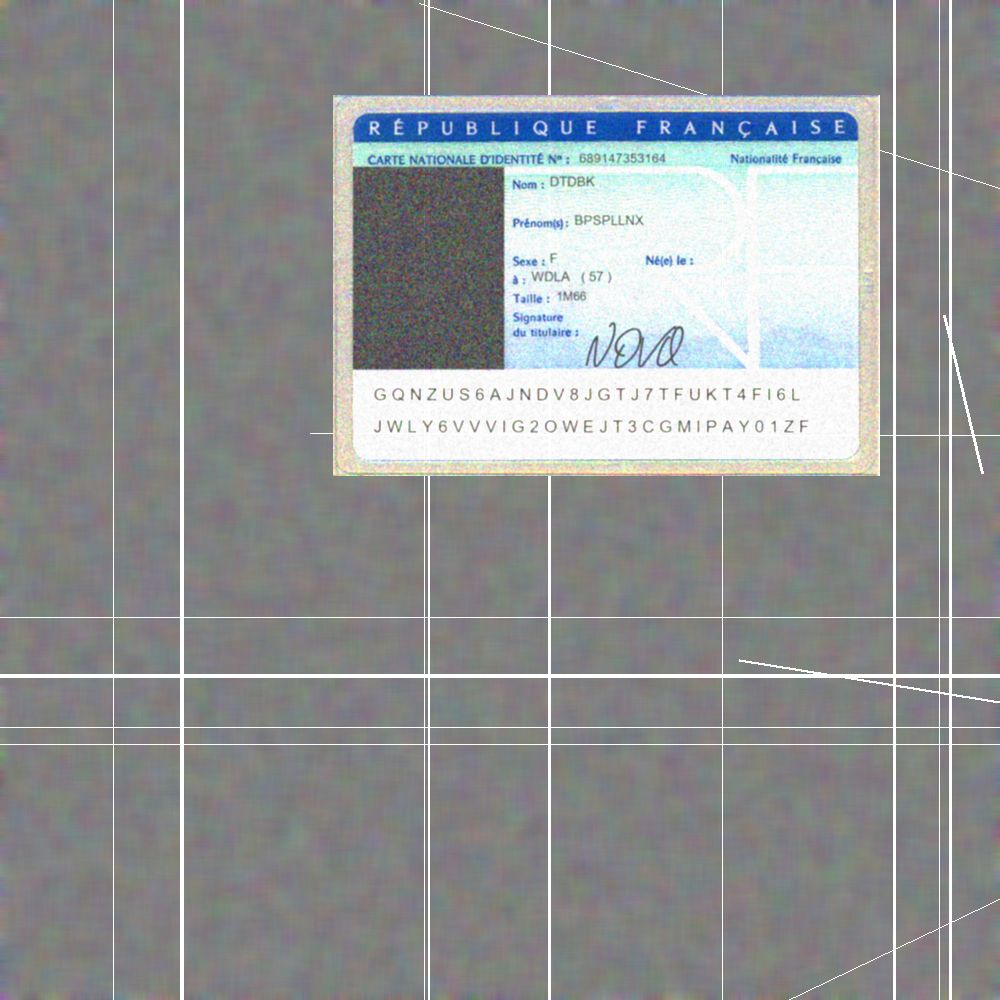 RÉPUBLIQUE FRANÇAISE
CARTE NATIONALE D'IDENTITÉ Nº : 689147353164 Nationalité Française
Nom : DTDBK
Prénom(s) : BPSPLLNX
Sexe : F Né(e) le :
à : WDLA ( 57 )
Taille : 1M66
Signature
du titulaire :
GQNZUS6AJNDV8JGTJ7TFUKT4FI6L
JWLY6VVVIG2OWEJT3CGMIPAY01ZF